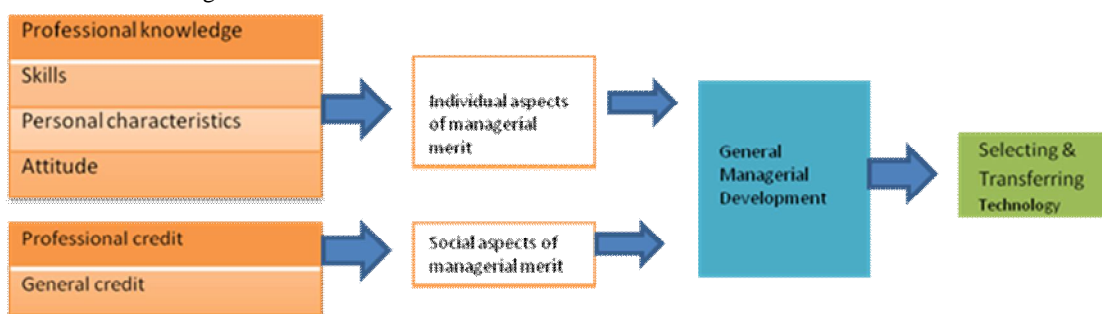 Professional knowledge
Skills
Personal characteristics
Attitude
Professional credit
General credit
Individual aspects
of managerial
merit
Social aspects of
managerial merit
General
Managerial
Development
Selecting &
Transferring
Technology